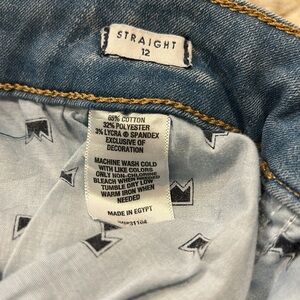 STRAIGHT
12
65% COTTON
32% POLYESTER
3% LYCRA ® SPANDEX
EXCLUSIVE OF
DECORATION
MACHINE WASH COLD
WITH LIKE COLORS
ONLY NON-CHLORINE
BLEACH WHEN NEEDED
TUMBLE DRY LOW
WARM IRON WHEN
NEEDED
MADE IN EGYPT